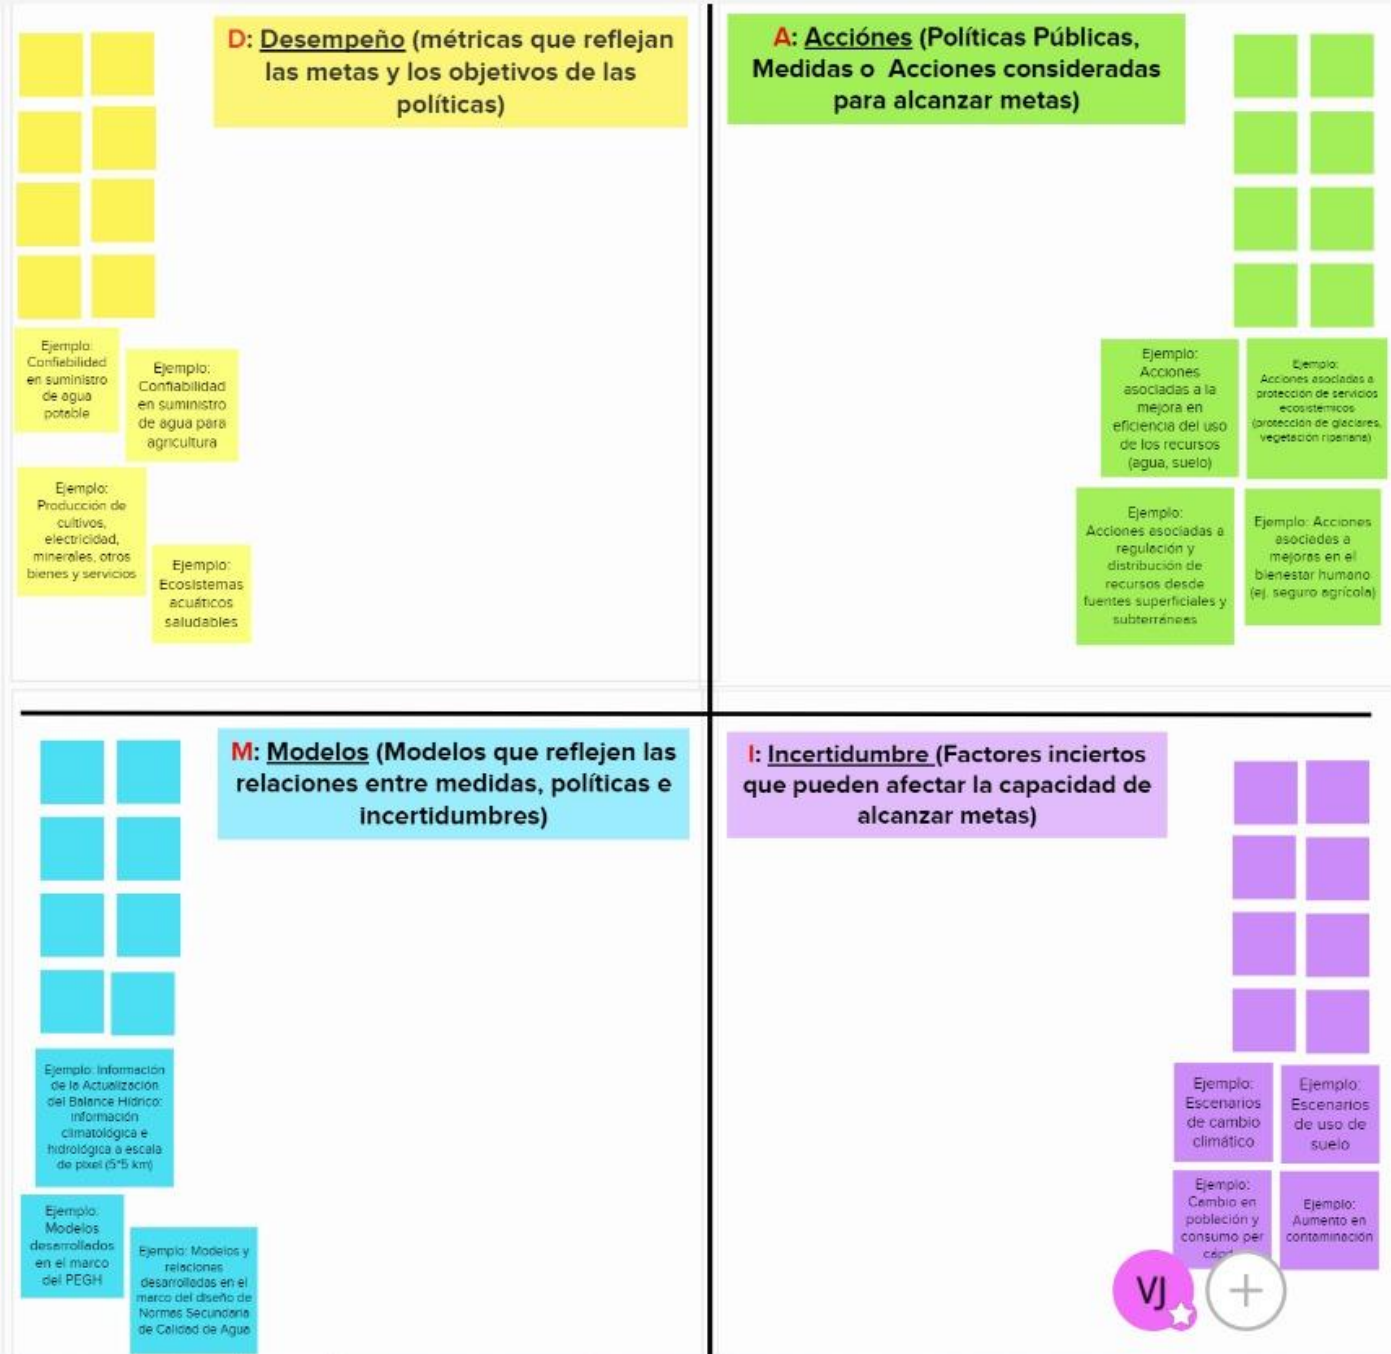 D: Desempeño (métricas que reflejan
las metas y los objetivos de las
políticas)
Ejemplo:
Confiabilidad
en suministro
de agua
potable
Ejemplo:
Confiabilidad
en suministro
de agua para
agricultura
Ejemplo:
Producción de
cultivos,
electricidad,
minerales, otros
bienes y servicios
Ejemplo:
Ecosistemas
acuáticos
saludables
A: Acciónes (Políticas Públicas,
Medidas o Acciones consideradas
para alcanzar metas)
Ejemplo:
Acciones
asociadas a la
mejora en
eficiencia del uso
de los recursos
(agua, suelo)
Ejemplo:
Acciones asociadas a
protección de servicios
ecosistémicos
(protección de glaciares,
vegetación ripariana)
Ejemplo:
Acciones asociadas a
regulación y
distribución de
recursos desde
fuentes superficiales y
subterráneas
Ejemplo: Acciones
asociadas a
mejoras en el
bienestar humano
(ej. seguro agrícola)
M: Modelos (Modelos que reflejen las
relaciones entre medidas, políticas e
incertidumbres)
Ejemplo: Información
de la Actualización
del Balance Hídrico:
información
climatológica e
hidrológica a escala
de pixel (5*5 km)
Ejemplo:
Modelos
desarrollados
en el marco
del PEGH
Ejemplo: Modelos y
relaciones
desarrolladas en el
marco del diseño de
Normas Secundaria
de Calidad de Agua
I: Incertidumbre (Factores inciertos
que pueden afectar la capacidad de
alcanzar metas)
Ejemplo:
Escenarios
de cambio
climático
Ejemplo:
Escenarios
de uso de
suelo
Ejemplo:
Cambio en
población y
consumo per
Ejemplo:
Aumento en
contaminación
VJ